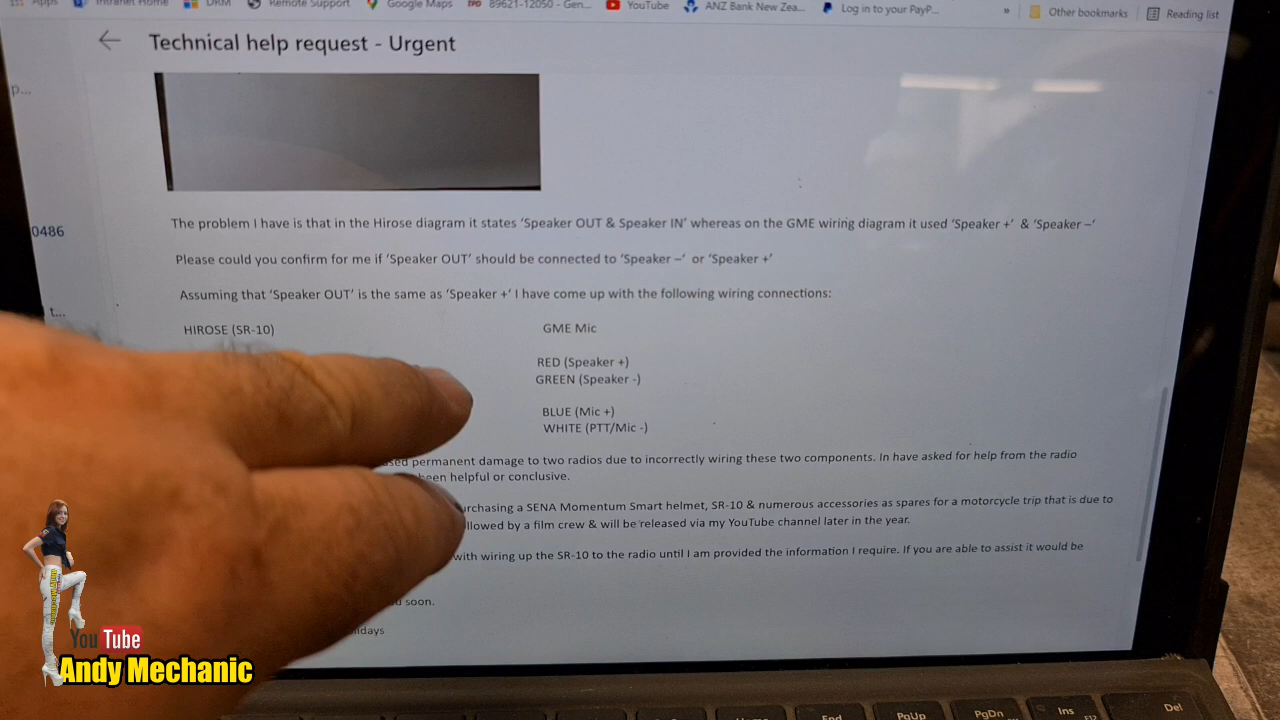 Apps
Intranet Home
DRM
Remote Support
Google Maps
89621-12050 - Gen...
YouTube
ANZ Bank New Zea...
Log in to your PayP...
»
Other bookmarks
Reading list
Technical help request - Urgent
p...
The problem I have is that in the Hirose diagram it states ‘Speaker OUT & Speaker IN’ whereas on the GME wiring diagram it used ‘Speaker +’ & ‘Speaker –‘
0486
Please could you confirm for me if ‘Speaker OUT’ should be connected to ‘Speaker –‘ or ‘Speaker +’
Assuming that ‘Speaker OUT’ is the same as ‘Speaker +’ I have come up with the following wiring connections:
t...
HIROSE (SR-10)
GME Mic
RED (Speaker +)
GREEN (Speaker -)
BLUE (Mic +)
WHITE (PTT/Mic -)
permanent damage to two radios due to incorrectly wiring these two components. In have asked for help from the radio
been helpful or conclusive.
purchasing a SENA Momentum Smart helmet, SR-10 & numerous accessories as spares for a motorcycle trip that is due to
ollowed by a film crew & will be released via my YouTube channel later in the year.
with wiring up the SR-10 to the radio until I am provided the information I require. If you are able to assist it would be
soon.
lidays
YouTube
Andy Mechanic
End
PgUp
PgDn
Ins
Del